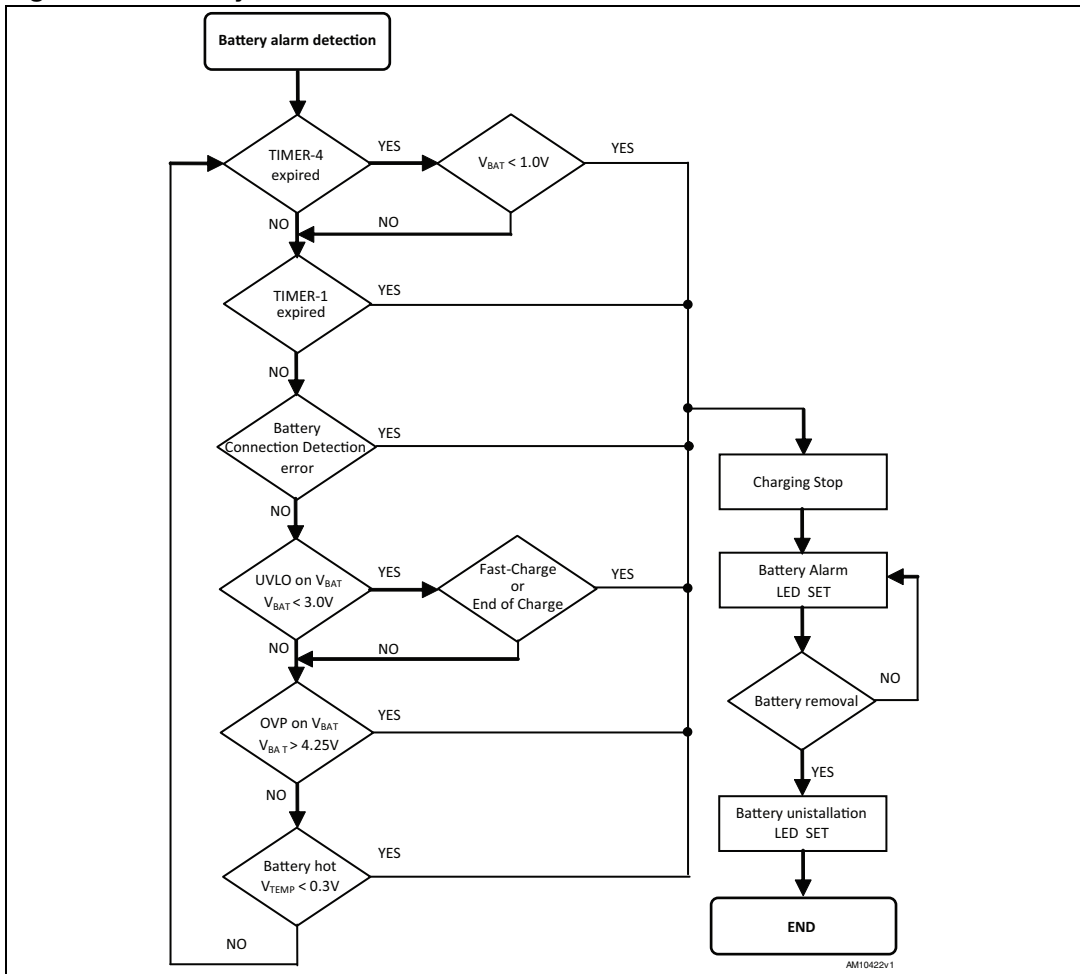 Battery alarm detection
TIMER-4
expired
YES
V_BAT < 1.0V
YES
NO
NO
TIMER-1
expired
YES
NO
Battery
Connection Detection
error
YES
NO
UVLO on V_BAT
V_BAT < 3.0V
YES
Fast-Charge
or
End of Charge
YES
NO
NO
OVP on V_BAT
V_BAT > 4.25V
YES
NO
Battery hot
V_TEMP < 0.3V
YES
NO
Charging Stop
Battery Alarm
LED SET
Battery removal
NO
YES
Battery unistallation
LED SET
END
AM10422v1